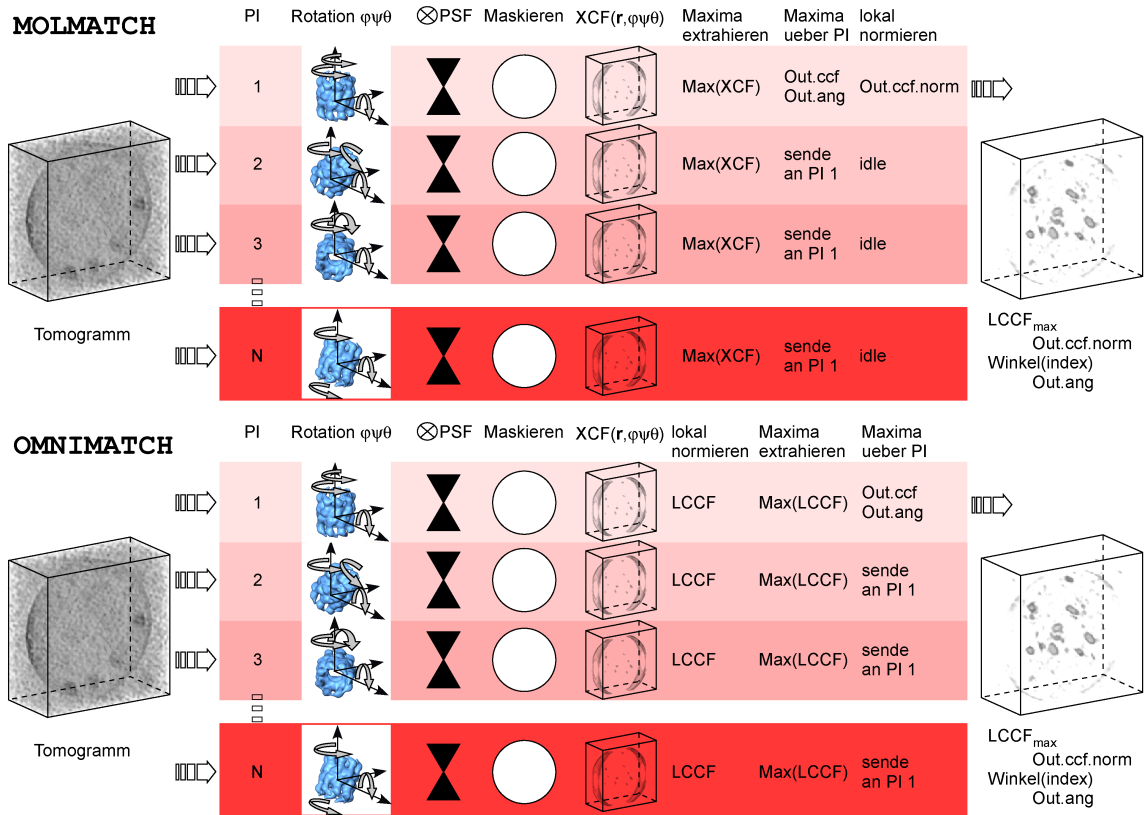 MOLMATCH
PI Rotation φψθ ⊗PSF Maskieren XCF(r,φψθ) Maxima Maxima lokal
extrahieren ueber PI normieren
1 Max(XCF) Out.ccf Out.ccf.norm
Out.ang
2 Max(XCF) sende idle
an PI 1
3 Max(XCF) sende idle
an PI 1
Tomogramm
N Max(XCF) sende idle
an PI 1
LCCFmax
Out.ccf.norm
Winkel(index)
Out.ang
OMNIMATCH
PI Rotation φψθ ⊗PSF Maskieren XCF(r,φψθ) lokal Maxima Maxima
normieren extrahieren ueber PI
1 LCCF Max(LCCF) Out.ccf
Out.ang
2 LCCF Max(LCCF) sende
an PI 1
3 LCCF Max(LCCF) sende
an PI 1
Tomogramm
N LCCF Max(LCCF) sende
an PI 1
LCCFmax
Out.ccf.norm
Winkel(index)
Out.ang